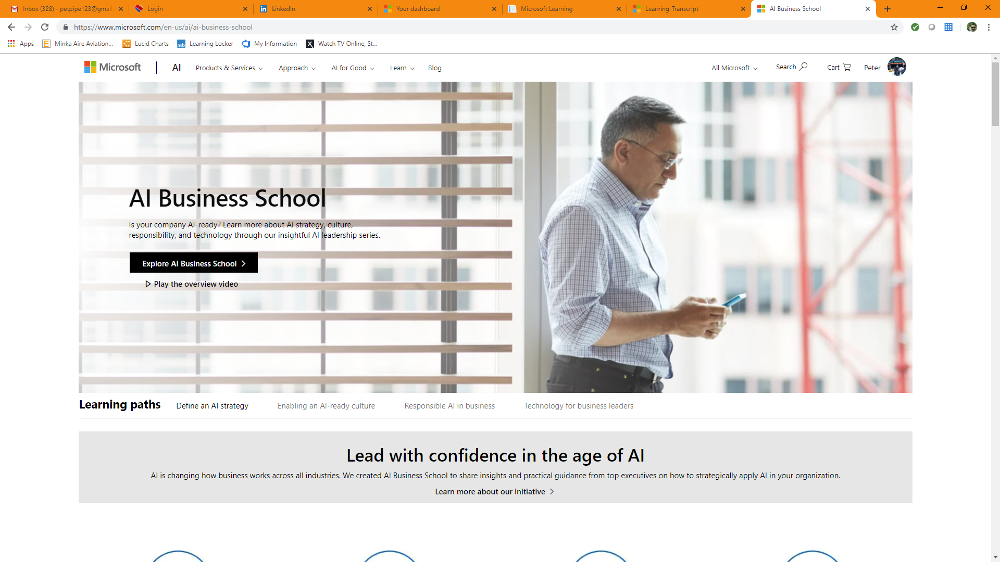 Inbox (328) - petpipe123@gmail.
Login
LinkedIn
Your dashboard
Microsoft Learning
Learning-Transcript
AI Business School
https://www.microsoft.com/en-us/ai/ai-business-school
Apps
Minka Aire Aviation...
Lucid Charts
Learning Locker
My Information
Watch TV Online, St...
Microsoft
AI
Products & Services
Approach
AI for Good
Learn
Blog
All Microsoft
Search
Cart
Peter
AI Business School
Is your company AI-ready? Learn more about AI strategy, culture,
responsibility, and technology through our insightful AI leadership series.
Explore AI Business School
Play the overview video
Learning paths
Define an AI strategy
Enabling an AI-ready culture
Responsible AI in business
Technology for business leaders
Lead with confidence in the age of AI
AI is changing how business works across all industries. We created AI Business School to share insights and practical guidance from top executives on how to strategically apply AI in your organization.
Learn more about our initiative